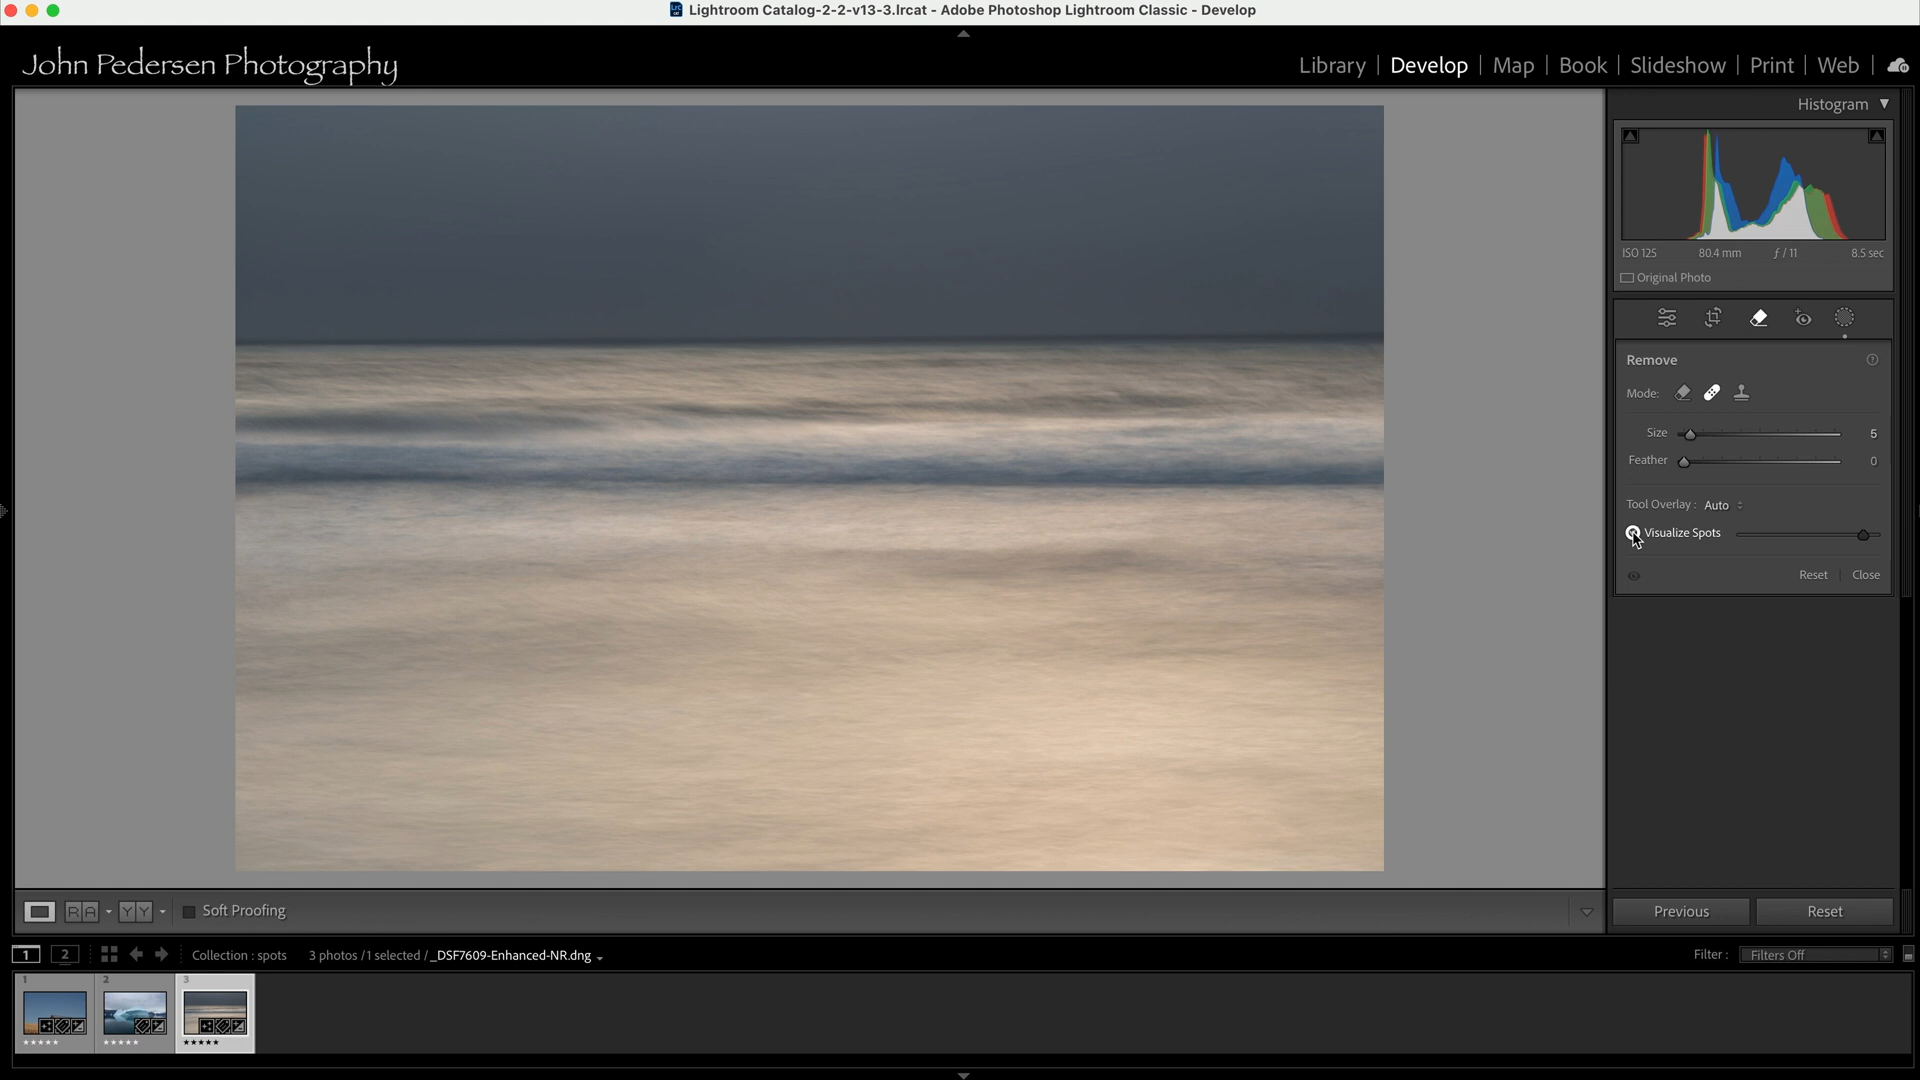 Lightroom Catalog-2-2-v13-3.lrcat - Adobe Photoshop Lightroom Classic - Develop
John Pedersen Photography
Library | Develop | Map | Book | Slideshow | Print | Web |
Histogram
ISO 125 80.4 mm ƒ / 11 8.5 sec
Original Photo
Remove
Mode:
Size 5
Feather 0
Tool Overlay : Auto
Visualize Spots
Reset | Close
R A Y Y Soft Proofing
Previous Reset
1 2 Collection : spots 3 photos / 1 selected / _DSF7609-Enhanced-NR.dng Filter : Filters Off
1 2 3